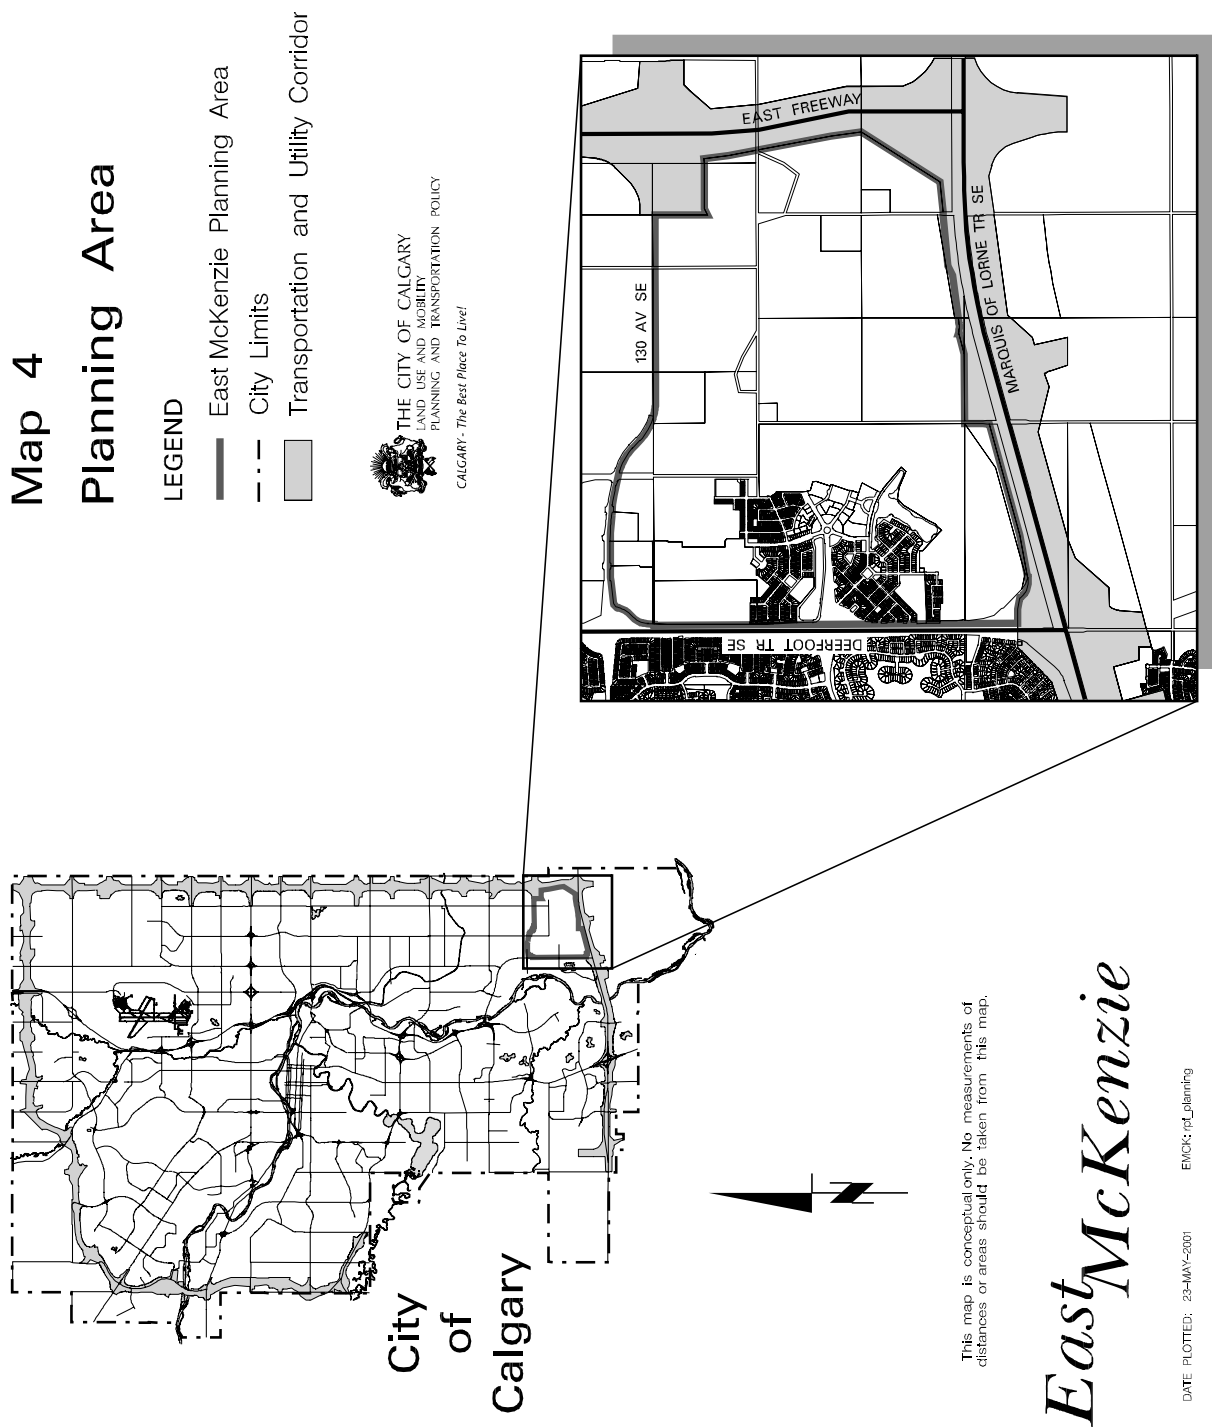 Map 4
Planning Area
LEGEND
East McKenzie Planning Area
City Limits
Transportation and Utility Corridor
THE CITY OF CALGARY
LAND USE AND MOBILITY
PLANNING AND TRANSPORTATION POLICY
CALGARY - The Best Place To Live!
EAST FREEWAY
130 AV SE
MARQUIS OF LORNE TR SE
DEERFOOT TR SE
City
of
Calgary
This map is conceptual only. No measurements of
distances or areas should be taken from this map.
East
McKenzie
DATE PLOTTED: 23-MAY-2001 EMCK: rpt_planning